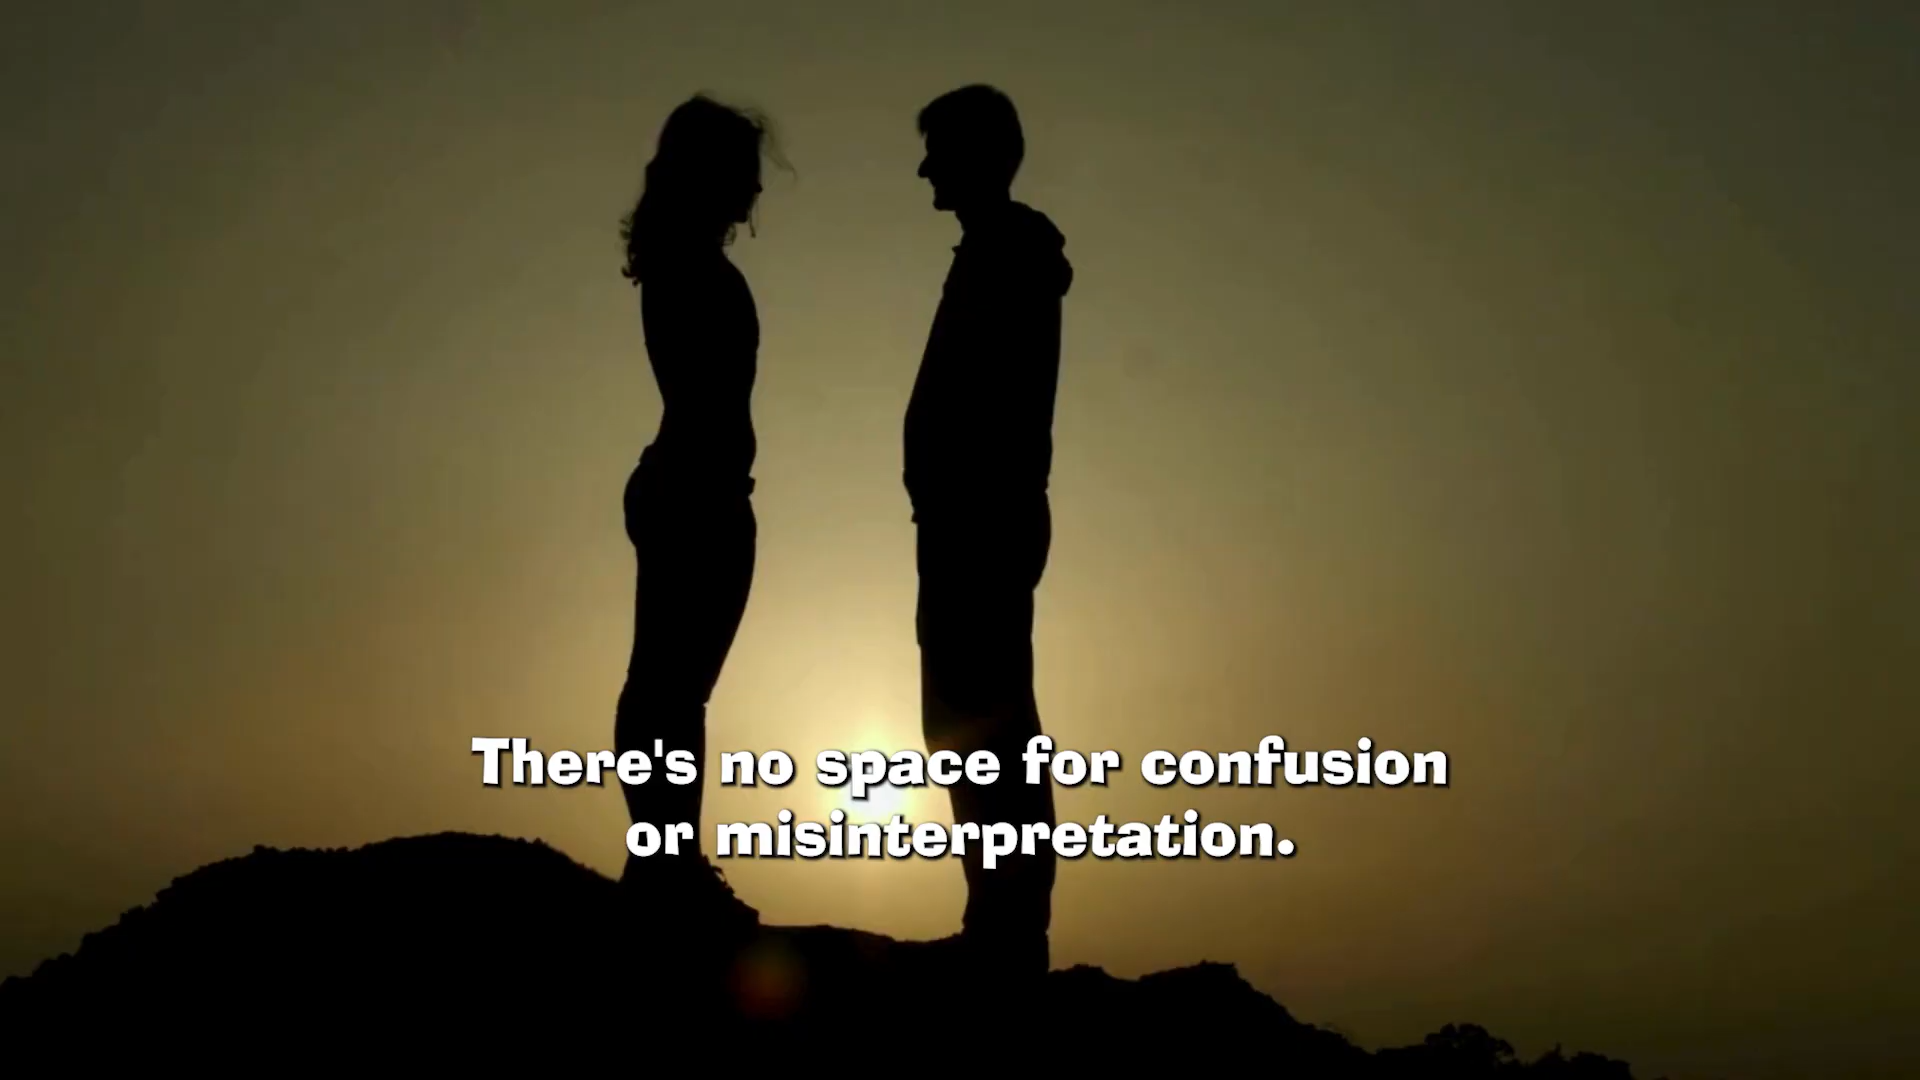 There's no space for confusion
or misinterpretation.